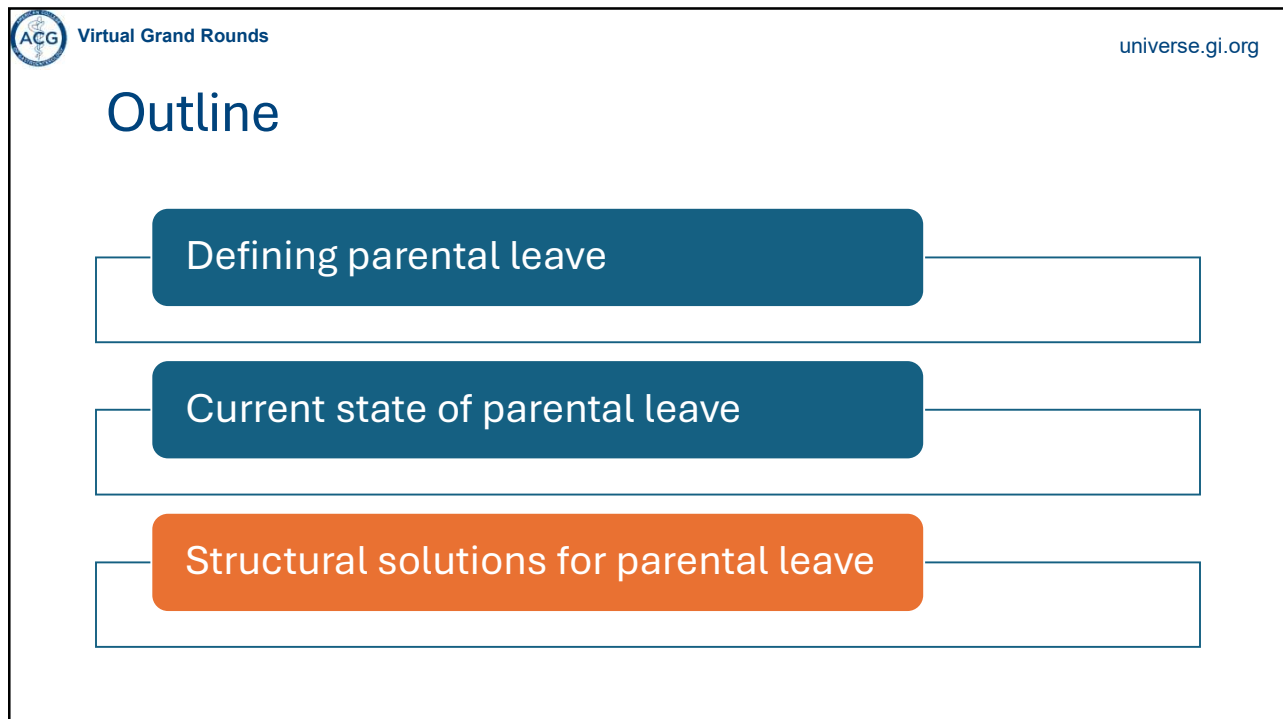 ACG
Virtual Grand Rounds
universe.gi.org
Outline
Defining parental leave
Current state of parental leave
Structural solutions for parental leave